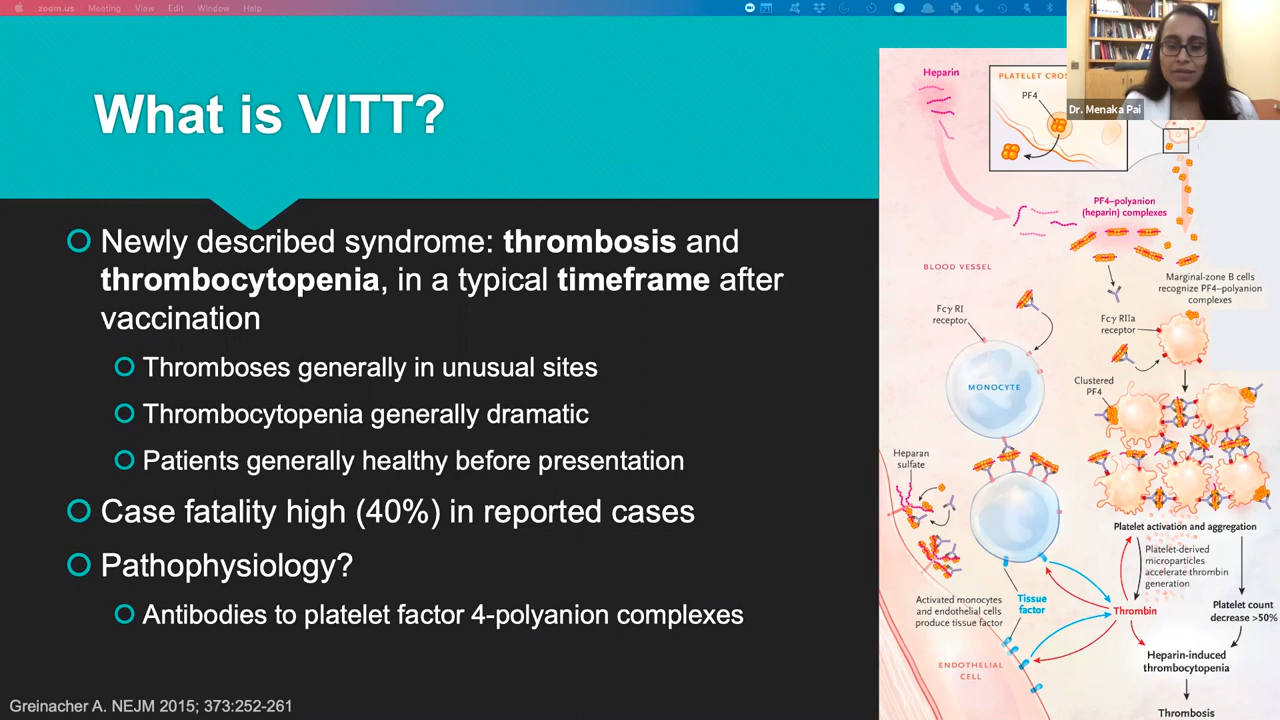 zoom.us Meeting View Edit Window Help
What is VITT?
Newly described syndrome: thrombosis and
thrombocytopenia, in a typical timeframe after
vaccination
Thromboses generally in unusual sites
Thrombocytopenia generally dramatic
Patients generally healthy before presentation
Case fatality high (40%) in reported cases
Pathophysiology?
Antibodies to platelet factor 4-polyanion complexes
Greinacher A. NEJM 2015; 373:252-261
Dr. Menaka Pai
Heparin
PLATELET
PF4
PF4–polyanion
(heparin) complexes
BLOOD VESSEL
Marginal-zone B cells
recognize PF4–polyanion
complexes
Fcγ RI
receptor
Fcγ RIIa
receptor
MONOCYTE
Clustered
PF4
Heparan
sulfate
Platelet activation and aggregation
Platelet-derived
microparticles
accelerate thrombin
generation
Activated monocytes
and endothelial cells
produce tissue factor
Tissue
factor
Thrombin
Platelet count
decrease >50%
Heparin-induced
thrombocytopenia
ENDOTHELIAL
CELL
Thrombosis